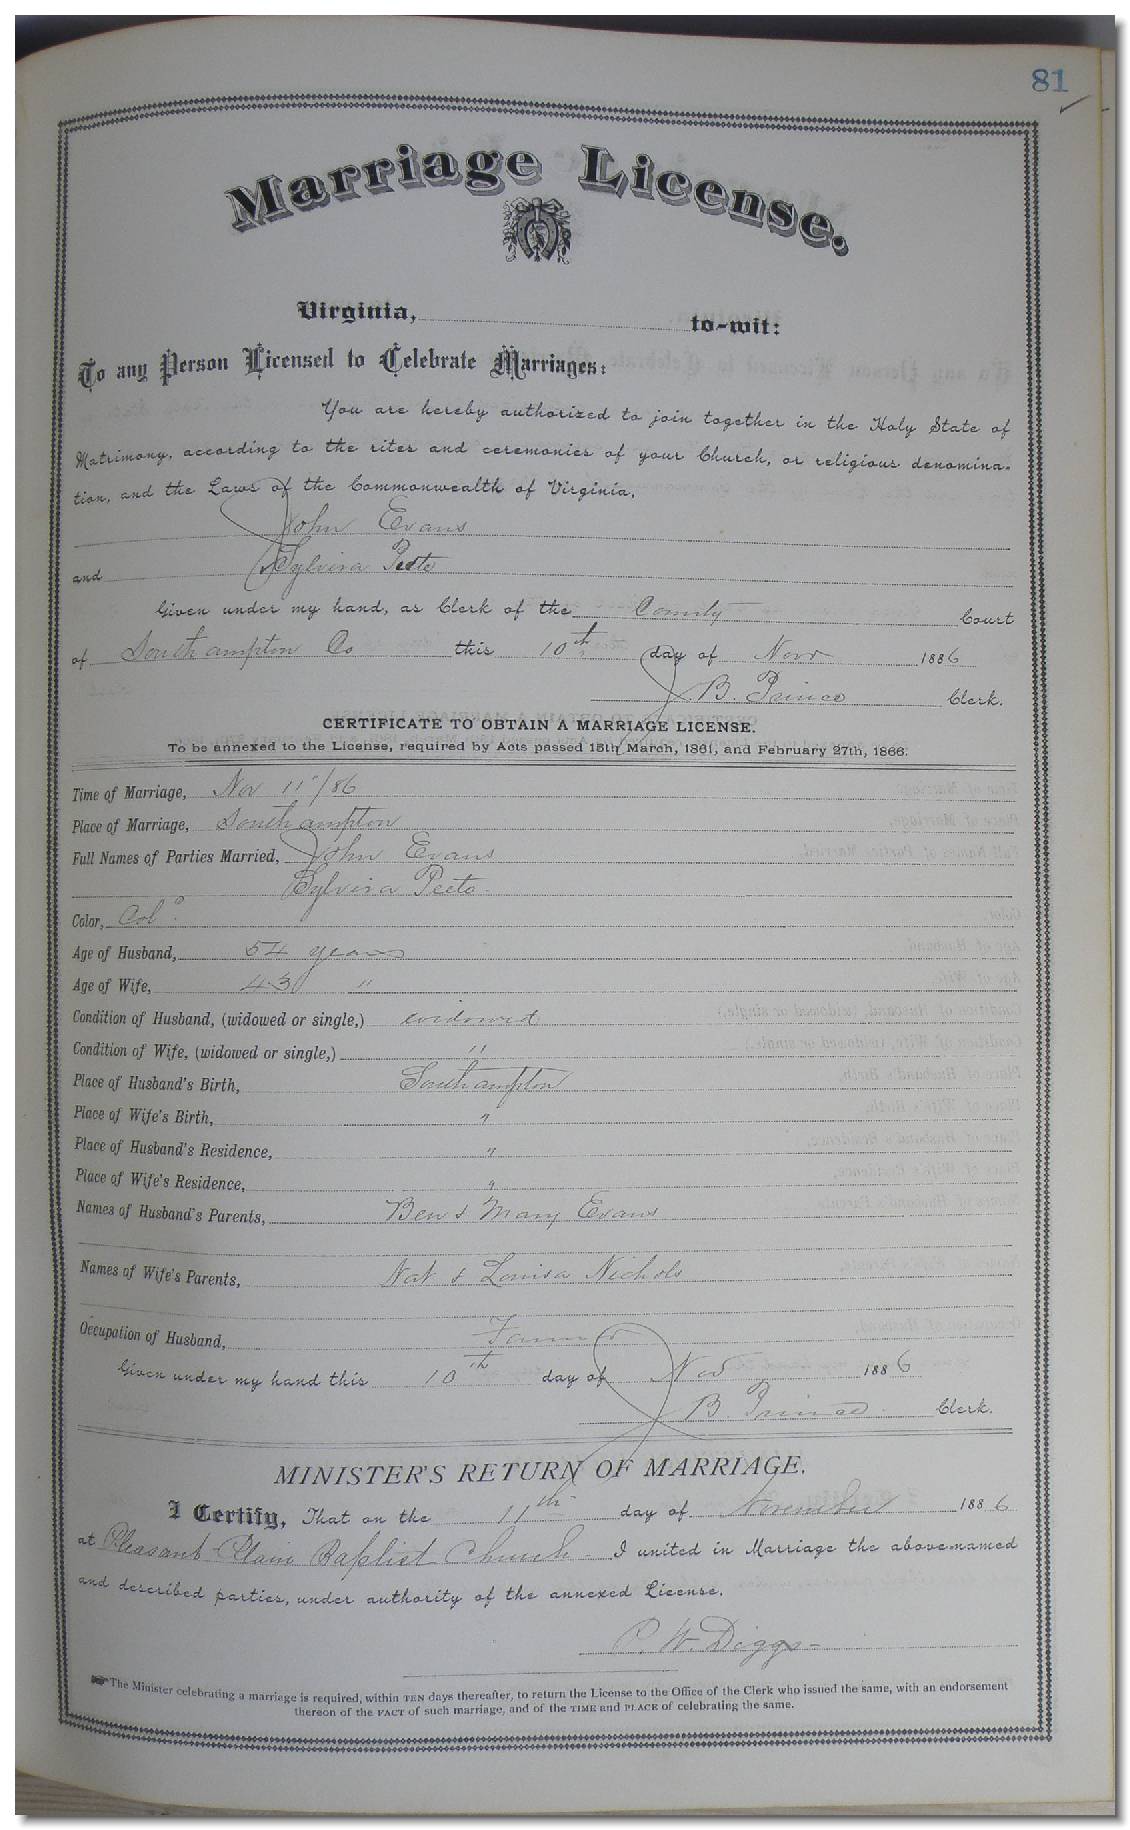 81
Marriage License.
Virginia, to-wit:
To any Person Licensed to Celebrate Marriages:
You are hereby authorized to join together in the Holy State of
Matrimony, according to the rites and ceremonies of your Church, or religious denomina-
tion, and the Laws of the Commonwealth of Virginia,
John Evans
and Sylvira Peete
Given under my hand, as Clerk of the County Court
of Southampton Co this 10th day of Novr 1886
J B. Prince Clerk.
CERTIFICATE TO OBTAIN A MARRIAGE LICENSE.
To be annexed to the License, required by Acts passed 15th March, 1861, and February 27th, 1866.
Time of Marriage, Nov 11 /86
Place of Marriage, Southampton
Full Names of Parties Married, John Evans
Sylvira Peete
Color, Cold
Age of Husband, 54 years
Age of Wife, 43 "
Condition of Husband, (widowed or single,) widowed
Condition of Wife, (widowed or single,) "
Place of Husband's Birth, Southampton
Place of Wife's Birth, "
Place of Husband's Residence, "
Place of Wife's Residence, "
Names of Husband's Parents, Ben & Mary Evans
Names of Wife's Parents, Nat & Louisa Nichols
Occupation of Husband, Farmer
Given under my hand this 10th day of Nov 1886
J B. Prince Clerk.
MINISTER'S RETURN OF MARRIAGE.
I Certify, That on the 11th day of November 1886
at Pleasant Plain Baptist Church I united in Marriage the above-named
and described parties, under authority of the annexed License.
P. W. Diggs
The Minister celebrating a marriage is required, within TEN days thereafter, to return the License to the Office of the Clerk who issued the same, with an endorsement
thereon of the FACT of such marriage, and of the TIME and PLACE of celebrating the same.